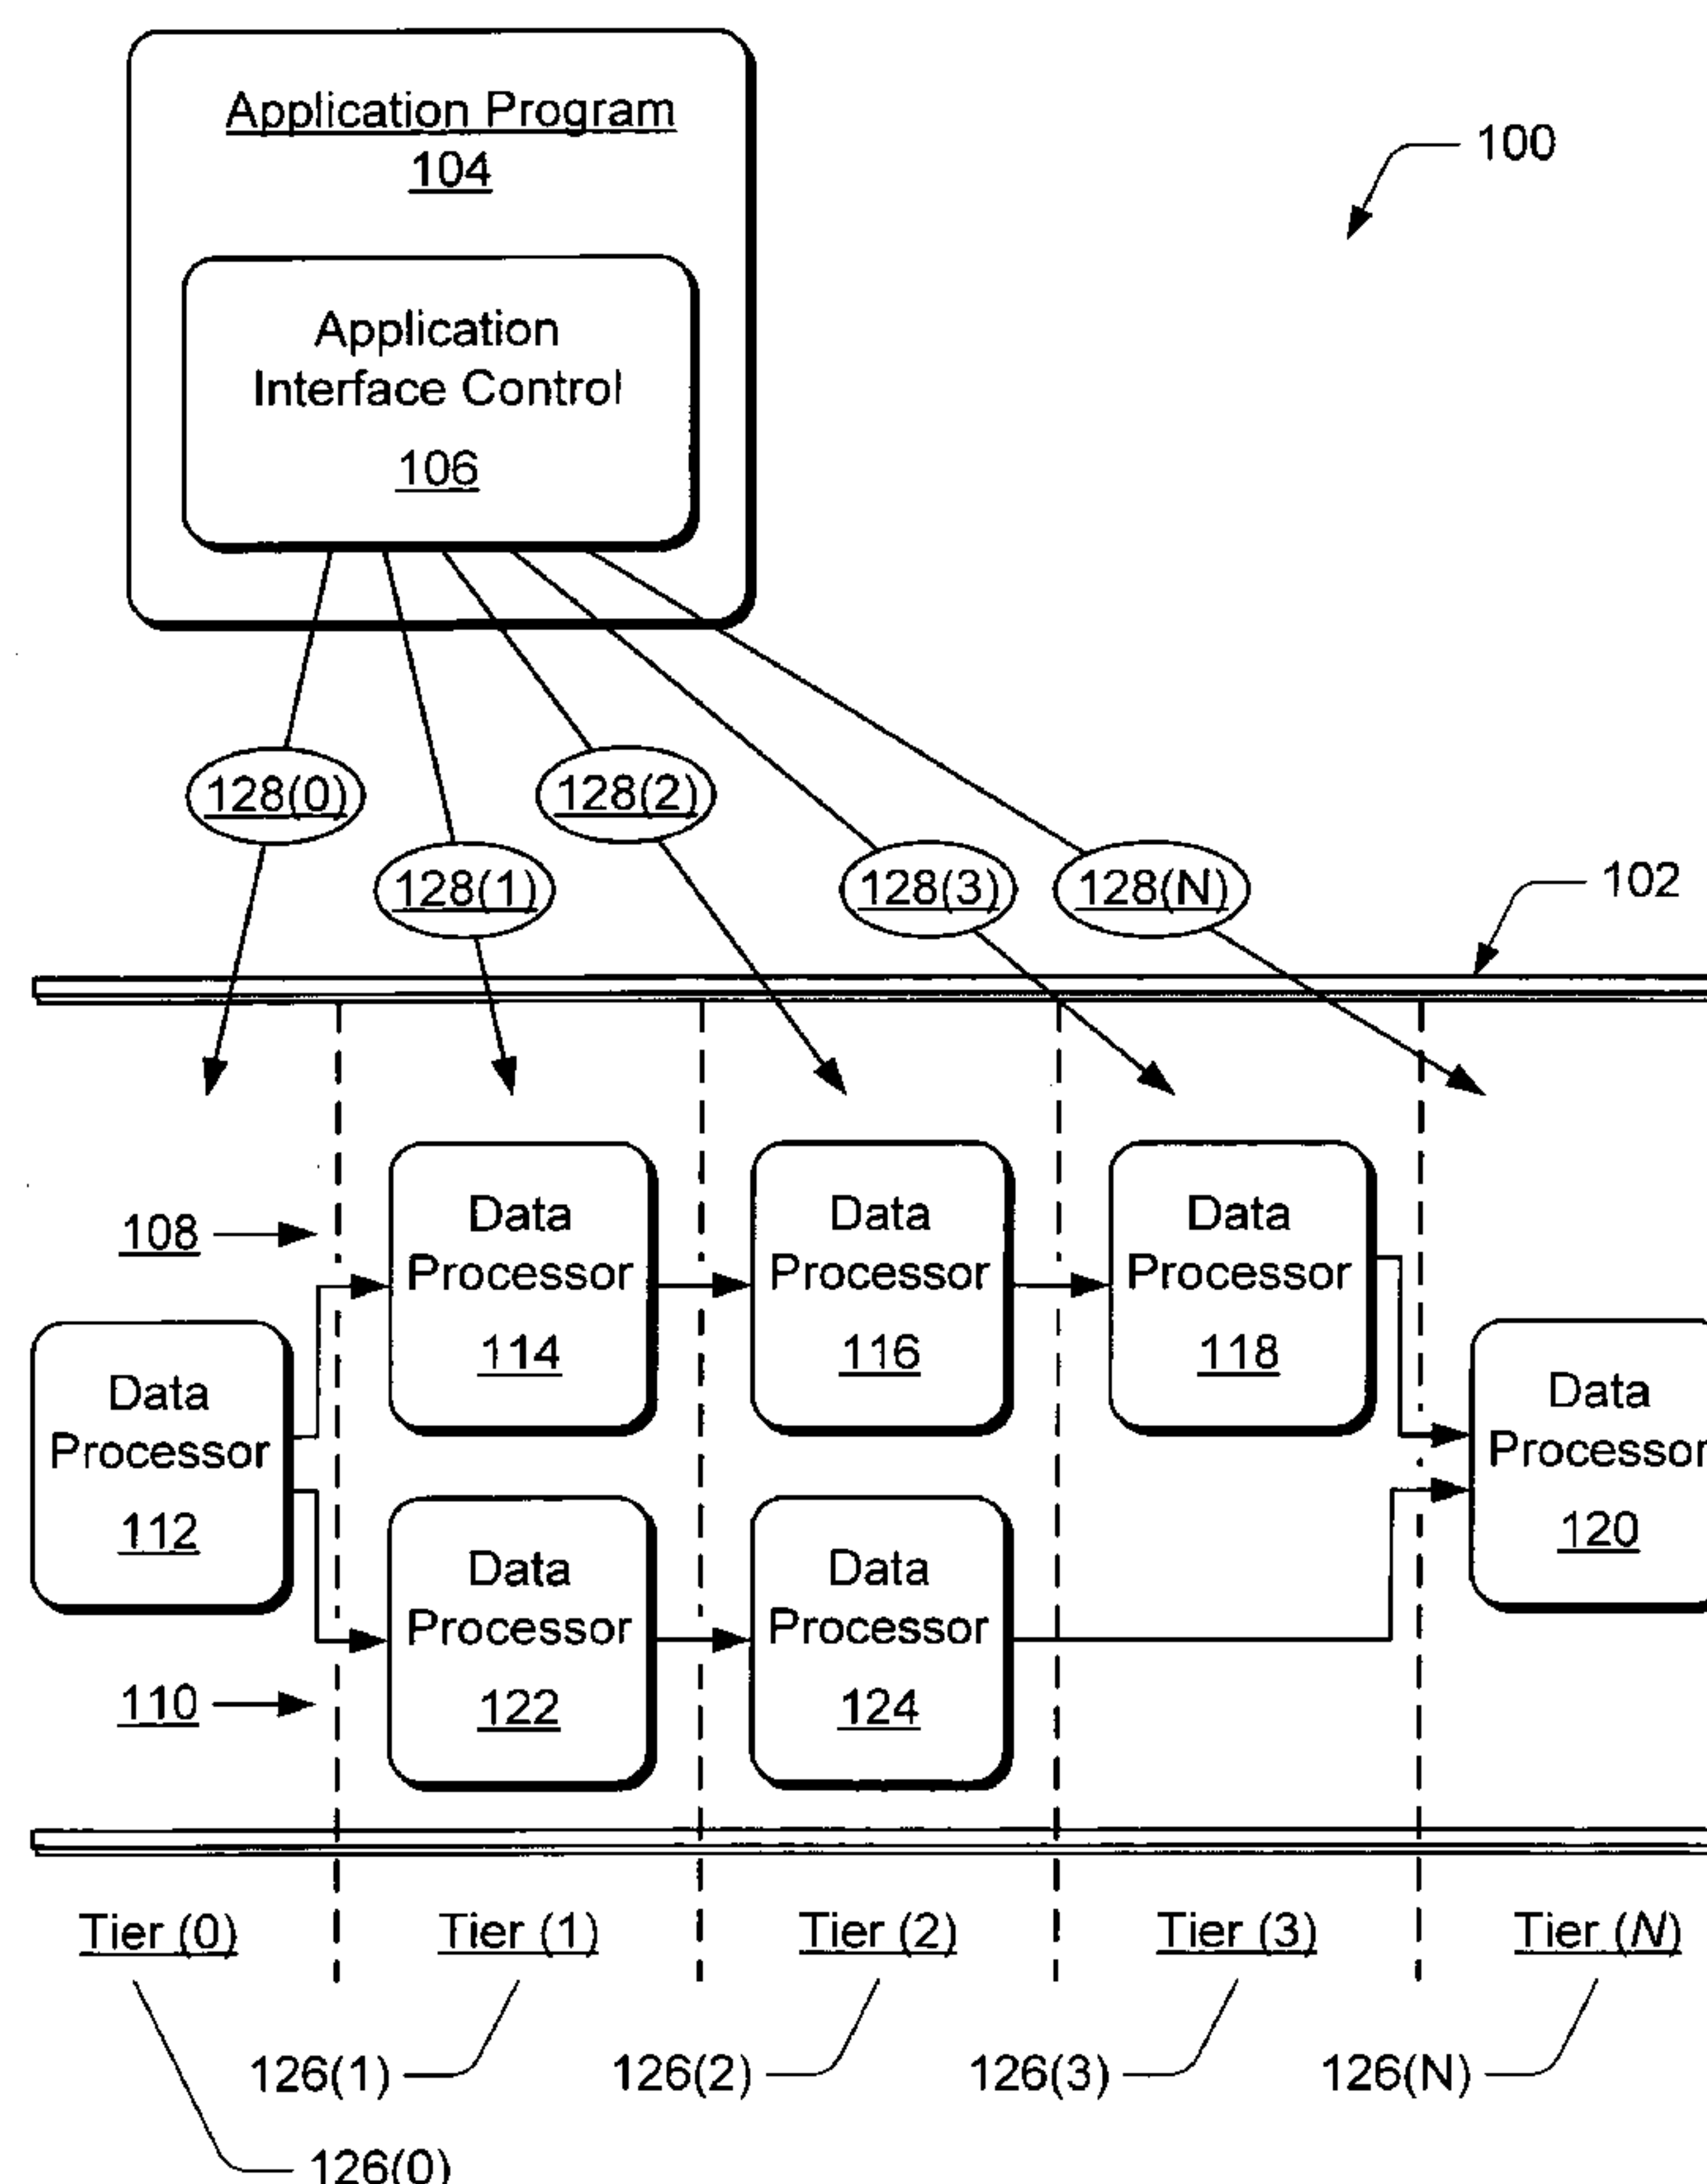 Application Program
104
100
Application
Interface Control
106
128(0)
128(2)
128(1)
128(3)
128(N)
102
108
Data
Processor
114
Data
Processor
116
Data
Processor
118
Data
Processor
112
Data
Processor
120
Data
Processor
122
Data
Processor
124
110
Tier (0)
Tier (1)
Tier (2)
Tier (3)
Tier (N)
126(1)
126(2)
126(3)
126(N)
126(0)